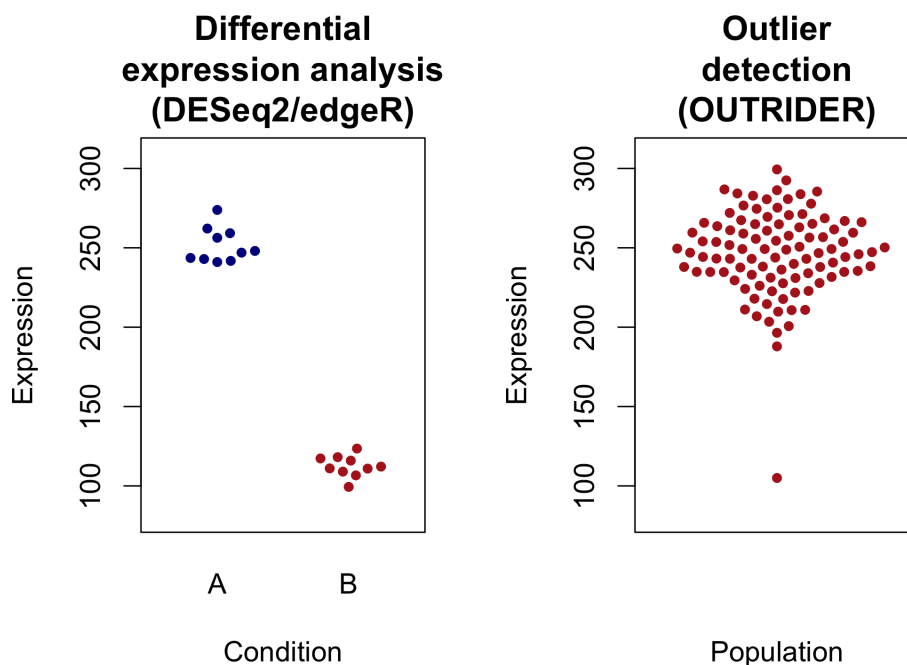 Differential
expression analysis
(DESeq2/edgeR)
300
250
200
150
100
Expression
A B
Condition
Outlier
detection
(OUTRIDER)
300
250
200
150
100
Expression
Population